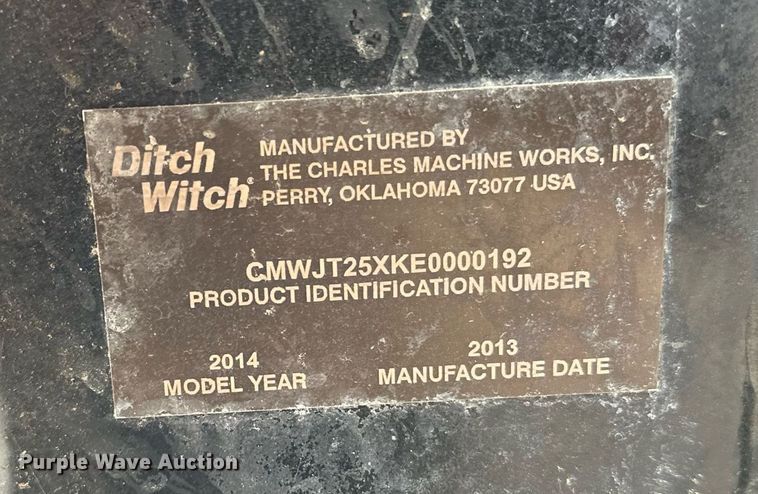 Ditch
Witch®
MANUFACTURED BY
THE CHARLES MACHINE WORKS, INC.
PERRY, OKLAHOMA 73077 USA
CMWJT25XKE0000192
PRODUCT IDENTIFICATION NUMBER
2014
MODEL YEAR
2013
MANUFACTURE DATE
Purple Wave Auction